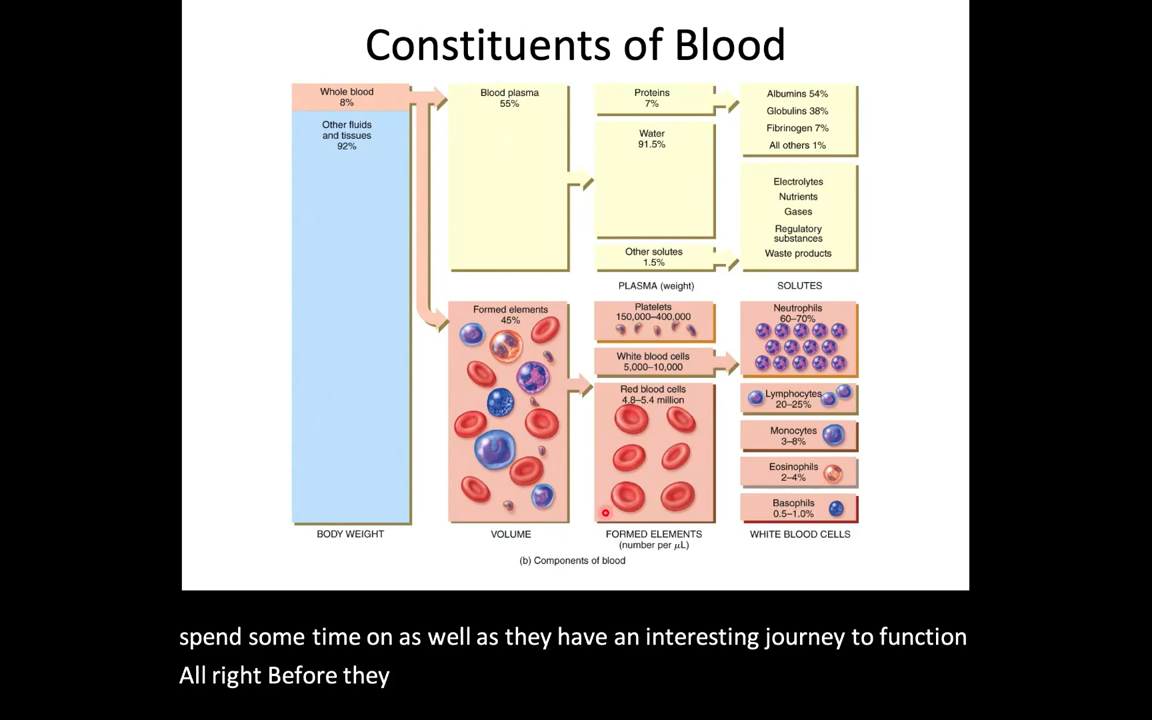 Constituents of Blood
Whole blood
8%
Other fluids
and tissues
92%
BODY WEIGHT
Blood plasma
55%
Formed elements
45%
VOLUME
Proteins
7%
Water
91.5%
Other solutes
1.5%
PLASMA (weight)
Albumins 54%
Globulins 38%
Fibrinogen 7%
All others 1%
Electrolytes
Nutrients
Gases
Regulatory
substances
Waste products
SOLUTES
Platelets
150,000–400,000
White blood cells
5,000–10,000
Red blood cells
4.8–5.4 million
FORMED ELEMENTS
(number per μL)
Neutrophils
60–70%
Lymphocytes
20–25%
Monocytes
3–8%
Eosinophils
2–4%
Basophils
0.5–1.0%
WHITE BLOOD CELLS
(b) Components of blood
spend some time on as well as they have an interesting journey to function
All right Before they